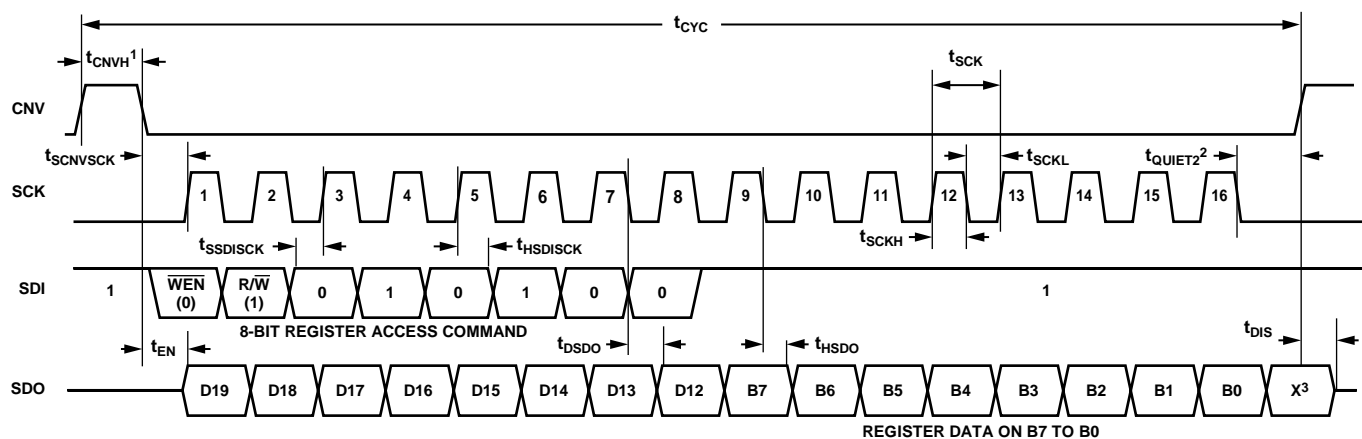 tCYC
tCNVH1
tSCK
CNV
tSCNVSCK
tSCKL
tQUIET2 2
SCK
1 2 3 4 5 6 7 8 9 10 11 12 13 14 15 16
tSSDISCK
tHSDISCK
tSCKH
SDI
1 WEN (0) R/W (1) 0 1 0 1 0 0 1
8-BIT REGISTER ACCESS COMMAND
tEN
tDSDO
tHSDO
tDIS
SDO
D19 D18 D17 D16 D15 D14 D13 D12 B7 B6 B5 B4 B3 B2 B1 B0 X3
REGISTER DATA ON B7 TO B0